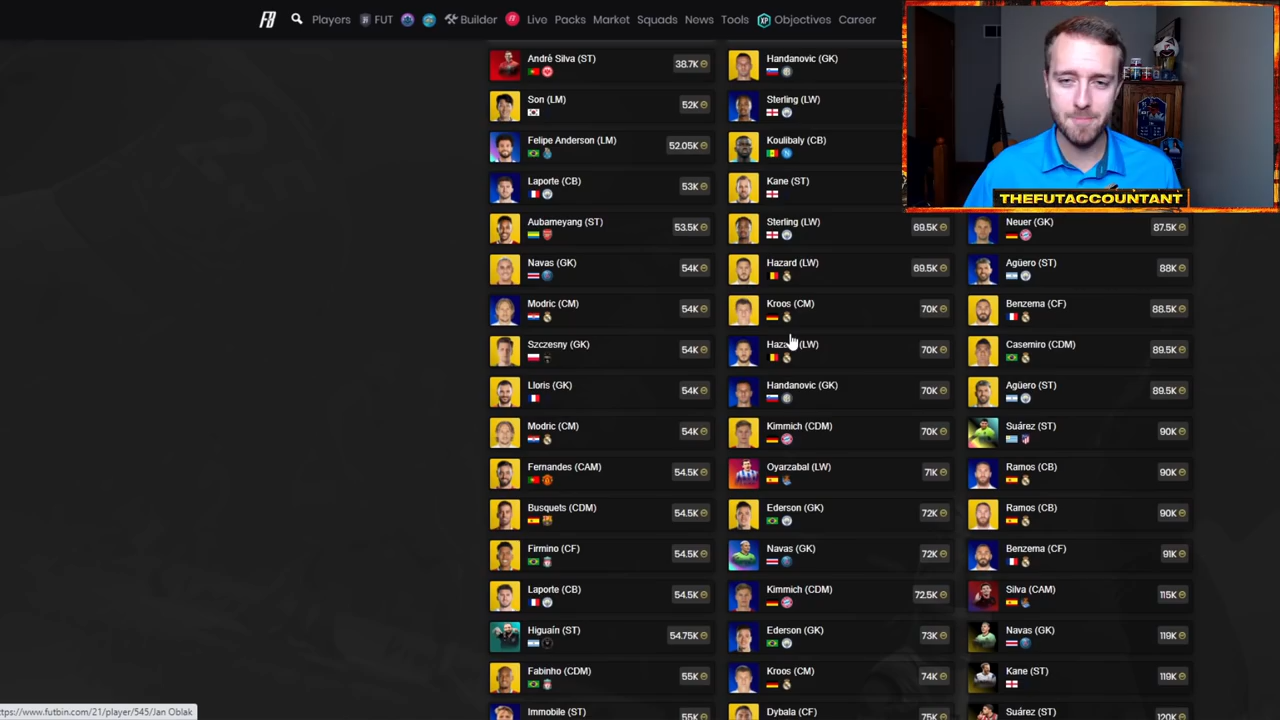 Players FUT Builder Live Packs Market Squads News Tools XP Objectives Career
André Silva (ST) 38.7K
Son (LM) 52K
Felipe Anderson (LM) 52.05K
Laporte (CB) 53K
Aubameyang (ST) 53.5K
Navas (GK) 54K
Modric (CM) 54K
Szczesny (GK) 54K
Lloris (GK) 54K
Modric (CM) 54K
Fernandes (CAM) 54.5K
Busquets (CDM) 54.5K
Firmino (CF) 54.5K
Laporte (CB) 54.5K
Higuaín (ST) 54.75K
Fabinho (CDM) 55K
Immobile (ST) 55K
Handanovic (GK)
Sterling (LW)
Koulibaly (CB)
Kane (ST)
Sterling (LW) 69.5K
Hazard (LW) 69.5K
Kroos (CM) 70K
Hazard (LW) 70K
Handanovic (GK) 70K
Kimmich (CDM) 70K
Oyarzabal (LW) 71K
Ederson (GK) 72K
Navas (GK) 72K
Kimmich (CDM) 72.5K
Ederson (GK) 73K
Kroos (CM) 74K
Dybala (CF) 75K
THEFUTACCOUNTANT
Neuer (GK) 87.5K
Agüero (ST) 88K
Benzema (CF) 88.5K
Casemiro (CDM) 89.5K
Agüero (ST) 89.5K
Suárez (ST) 90K
Ramos (CB) 90K
Ramos (CB) 90K
Benzema (CF) 91K
Silva (CAM) 115K
Navas (GK) 119K
Kane (ST) 119K
Suárez (ST) 120K
ttps://www.futbin.com/21/player/545/Jan Oblak